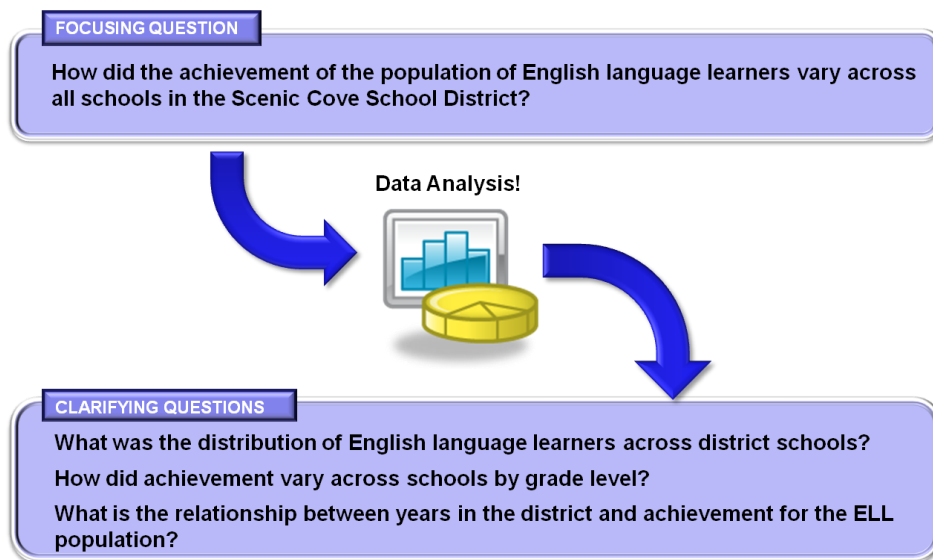 FOCUSING QUESTION
How did the achievement of the population of English language learners vary across
all schools in the Scenic Cove School District?
Data Analysis!
CLARIFYING QUESTIONS
What was the distribution of English language learners across district schools?
How did achievement vary across schools by grade level?
What is the relationship between years in the district and achievement for the ELL
population?